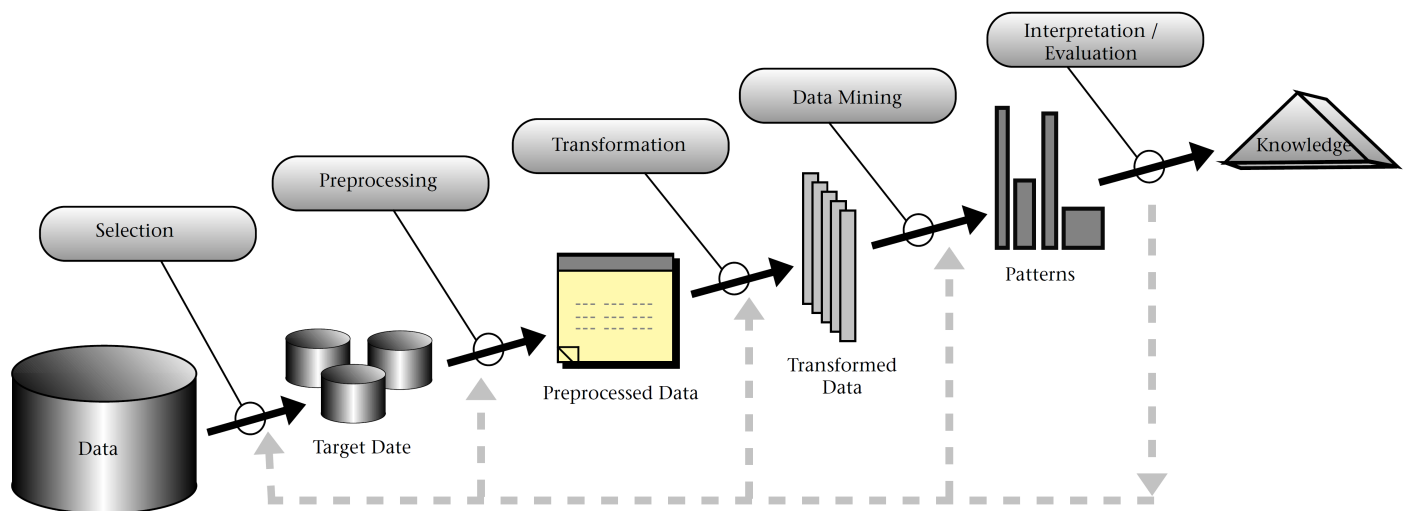 Interpretation /
Evaluation
Data Mining
Transformation
Preprocessing
Selection
Knowledge
Patterns
Transformed
Data
Preprocessed Data
Target Date
Data